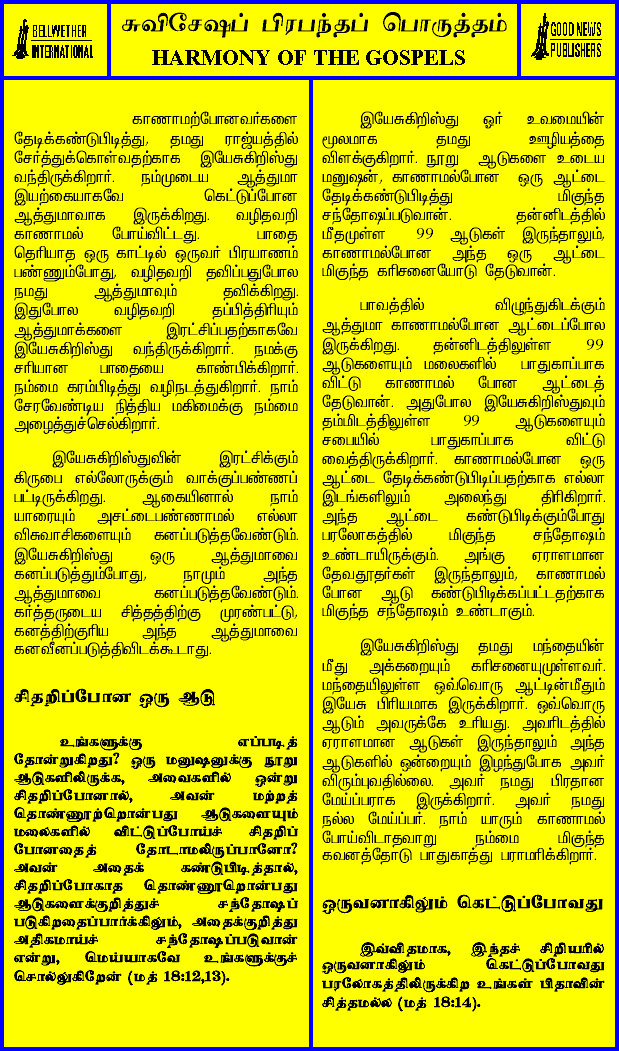 BELLWETHER
INTERNATIONAL
சுவிசேஷப் பிரபந்தப் பொருத்தம்
HARMONY OF THE GOSPELS
GOOD NEWS
PUBLISHERS
காணாமற்போனவர்களை
தேடிக்கண்டுபிடித்து, தமது ராஜ்யத்தில்
சேர்த்துக்கொள்வதற்காக இயேசுகிறிஸ்து
வந்திருக்கிறார். நம்முடைய ஆத்துமா
இயற்கையாகவே கெட்டுப்போன
ஆத்துமாவாக இருக்கிறது. வழிதவறி
காணாமல் போய்விட்டது. பாதை
தெரியாத ஒரு காட்டில் ஒருவர் பிரயாணம்
பண்ணும்போது, வழிதவறி தவிப்பதுபோல
நமது ஆத்துமாவும் தவிக்கிறது.
இதுபோல வழிதவறி தப்பித்திரியும்
ஆத்துமாக்களை இரட்சிப்பதற்காகவே
இயேசுகிறிஸ்து வந்திருக்கிறார். நமக்கு
சரியான பாதையை காண்பிக்கிறார்.
நம்மை கரம்பிடித்து வழிநடத்துகிறார். நாம்
சேரவேண்டிய நித்திய மகிமைக்கு நம்மை
அழைத்துச்செல்கிறார்.
இயேசுகிறிஸ்துவின் இரட்சிக்கும்
கிருபை எல்லோருக்கும் வாக்குப்பண்ணப்
பட்டிருக்கிறது. ஆகையினால் நாம்
யாரையும் அசட்டைபண்ணாமல் எல்லா
விசுவாசிகளையும் கனப்படுத்தவேண்டும்.
இயேசுகிறிஸ்து ஒரு ஆத்துமாவை
கனப்படுத்தும்போது, நாமும் அந்த
ஆத்துமாவை கனப்படுத்தவேண்டும்.
கர்த்தருடைய சித்தத்திற்கு முரண்பட்டு,
கனத்திற்குரிய அந்த ஆத்துமாவை
கனவீனப்படுத்திவிடக்கூடாது.
சிதறிப்போன ஒரு ஆடு
உங்களுக்கு எப்படித்
தோன்றுகிறது? ஒரு மனுஷனுக்கு நூறு
ஆடுகளிலிருக்க, அவைகளில் ஒன்று
சிதறிப்போனால், அவன் மற்றத்
தொண்ணூற்றொன்பது ஆடுகளையும்
மலைகளில் விட்டுப்போய்ச் சிதறிப்
போனதைத் தேடாமலிருப்பானோ?
அவன் அதைக் கண்டுபிடித்தால்,
சிதறிப்போகாத தொண்ணூறொன்பது
ஆடுகளைக்குறித்துச் சந்தோஷப்
படுகிறதைப்பார்க்கிலும், அதைக்குறித்து
அதிகமாய்ச் சந்தோஷப்படுவான்
என்று, மெய்யாகவே உங்களுக்குச்
சொல்லுகிறேன் (மத் 18:12,13).
இயேசுகிறிஸ்து ஓர் உவமையின்
மூலமாக தமது ஊழியத்தை
விளக்குகிறார். நூறு ஆடுகளை உடைய
மனுஷன், காணாமல்போன ஒரு ஆட்டை
தேடிக்கண்டுபிடித்து மிகுந்த
சந்தோஷப்படுவான். தன்னிடத்தில்
மீதமுள்ள 99 ஆடுகள் இருந்தாலும்,
காணாமல்போன அந்த ஒரு ஆட்டை
மிகுந்த கரிசனையோடு தேடுவான்.
பாவத்தில் விழுந்துகிடக்கும்
ஆத்துமா காணாமல்போன ஆட்டைப்போல
இருக்கிறது. தன்னிடத்திலுள்ள 99
ஆடுகளையும் மலைகளில் பாதுகாப்பாக
விட்டு காணாமல் போன ஆட்டைத்
தேடுவான். அதுபோல இயேசுகிறிஸ்துவும்
தம்மிடத்திலுள்ள 99 ஆடுகளையும்
சபையில் பாதுகாப்பாக விட்டு
வைத்திருக்கிறார். காணாமல்போன ஒரு
ஆட்டை தேடிக்கண்டுபிடிப்பதற்காக எல்லா
இடங்களிலும் அலைந்து திரிகிறார்.
அந்த ஆட்டை கண்டுபிடிக்கும்போது
பரலோகத்தில் மிகுந்த சந்தோஷம்
உண்டாயிருக்கும். அங்கு ஏராளமான
தேவதூதர்கள் இருந்தாலும், காணாமல்
போன ஆடு கண்டுபிடிக்கப்பட்டதற்காக
மிகுந்த சந்தோஷம் உண்டாகும்.
இயேசுகிறிஸ்து தமது மந்தையின்
மீது அக்கறையும் கரிசனையுமுள்ளவர்.
மந்தையிலுள்ள ஒவ்வொரு ஆட்டின்மீதும்
இயேசு பிரியமாக இருக்கிறார். ஒவ்வொரு
ஆடும் அவருக்கே உரியது. அவரிடத்தில்
ஏராளமான ஆடுகள் இருந்தாலும் அந்த
ஆடுகளில் ஒன்றையும் இழந்துபோக அவர்
விரும்புவதில்லை. அவர் நமது பிரதான
மேய்ப்பராக இருக்கிறார். அவர் நமது
நல்ல மேய்ப்பர். நாம் யாரும் காணாமல்
போய்விடாதவாறு நம்மை மிகுந்த
கவனத்தோடு பாதுகாத்து பராமரிக்கிறார்.
ஒருவனாகிலும் கெட்டுப்போவது
இவ்விதமாக, இந்தச் சிறியரில்
ஒருவனாகிலும் கெட்டுப்போவது
பரலோகத்திலிருக்கிற உங்கள் பிதாவின்
சித்தமல்ல (மத் 18:14).